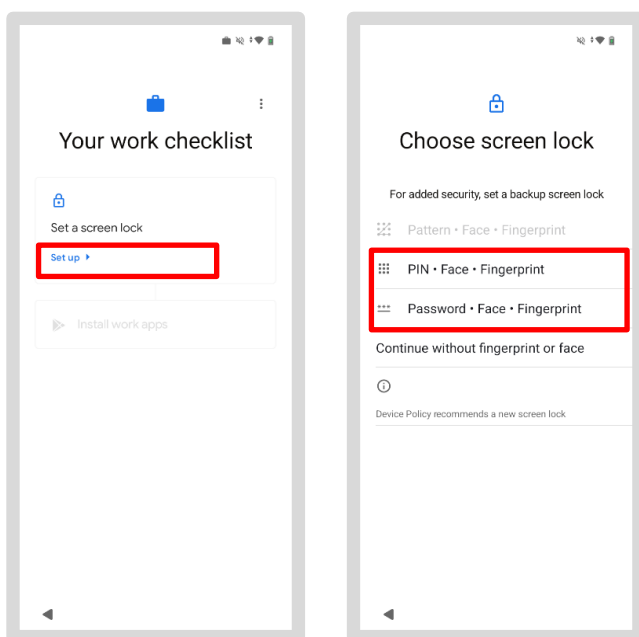 Your work checklist
Set a screen lock
Set up
Install work apps
Choose screen lock
For added security, set a backup screen lock
Pattern • Face • Fingerprint
PIN • Face • Fingerprint
Password • Face • Fingerprint
Continue without fingerprint or face
Device Policy recommends a new screen lock